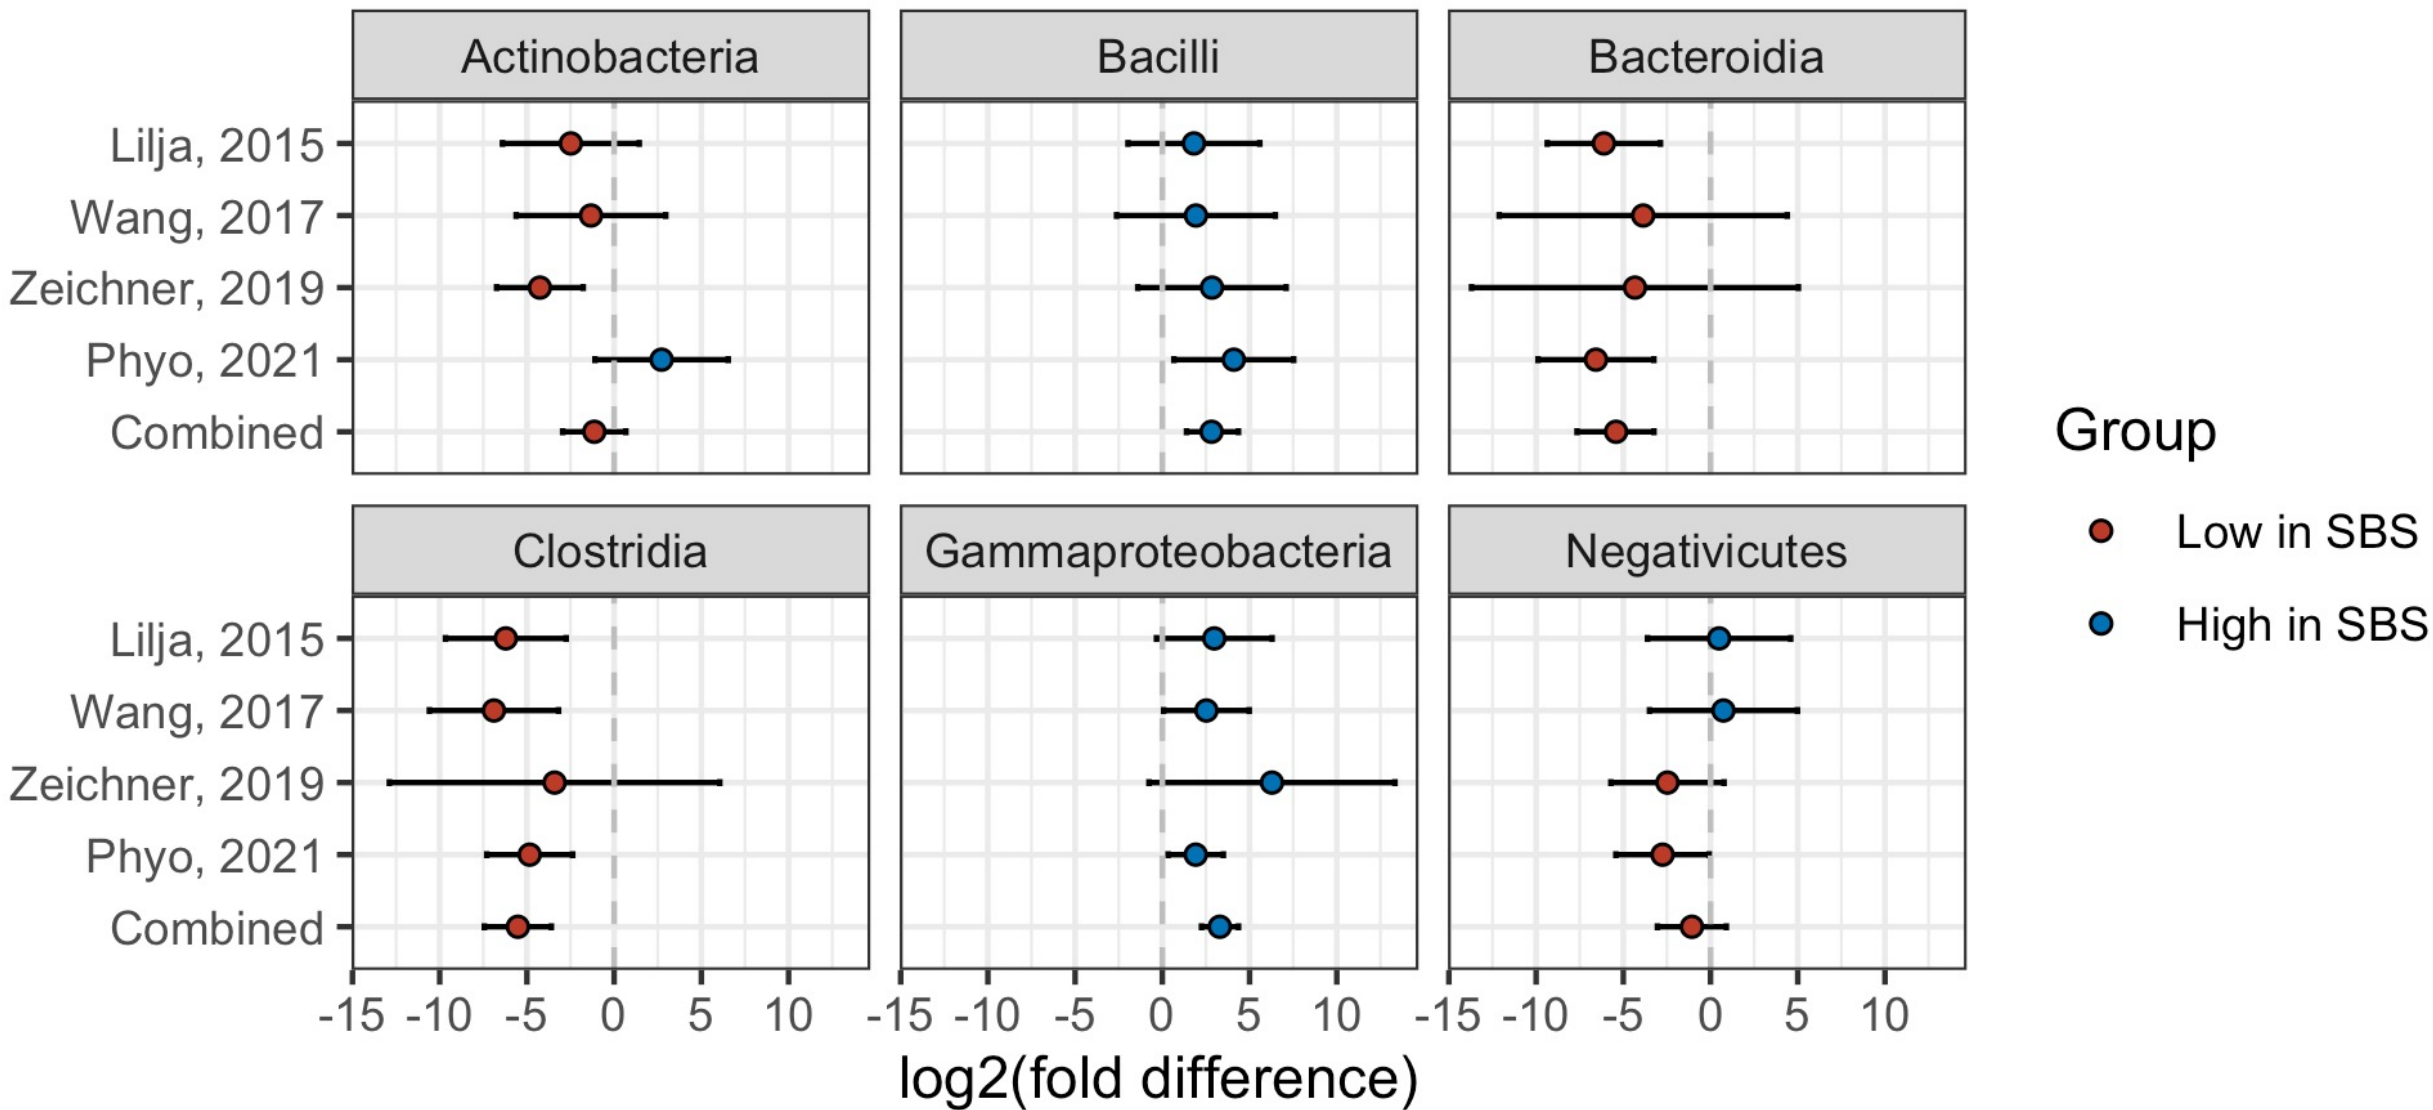 Actinobacteria Bacilli Bacteroidia
Lilja, 2015
Wang, 2017
Zeichner, 2019
Phyo, 2021
Combined
Group
Low in SBS
High in SBS
Clostridia Gammaproteobacteria Negativicutes
Lilja, 2015
Wang, 2017
Zeichner, 2019
Phyo, 2021
Combined
-15 -10 -5 0 5 10 -15 -10 -5 0 5 10 -15 -10 -5 0 5 10
log2(fold difference)